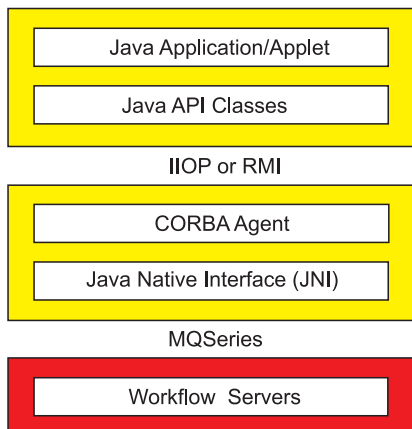 Java Application/Applet
Java API Classes
IIOP or RMI
CORBA Agent
Java Native Interface (JNI)
MQSeries
Workflow Servers